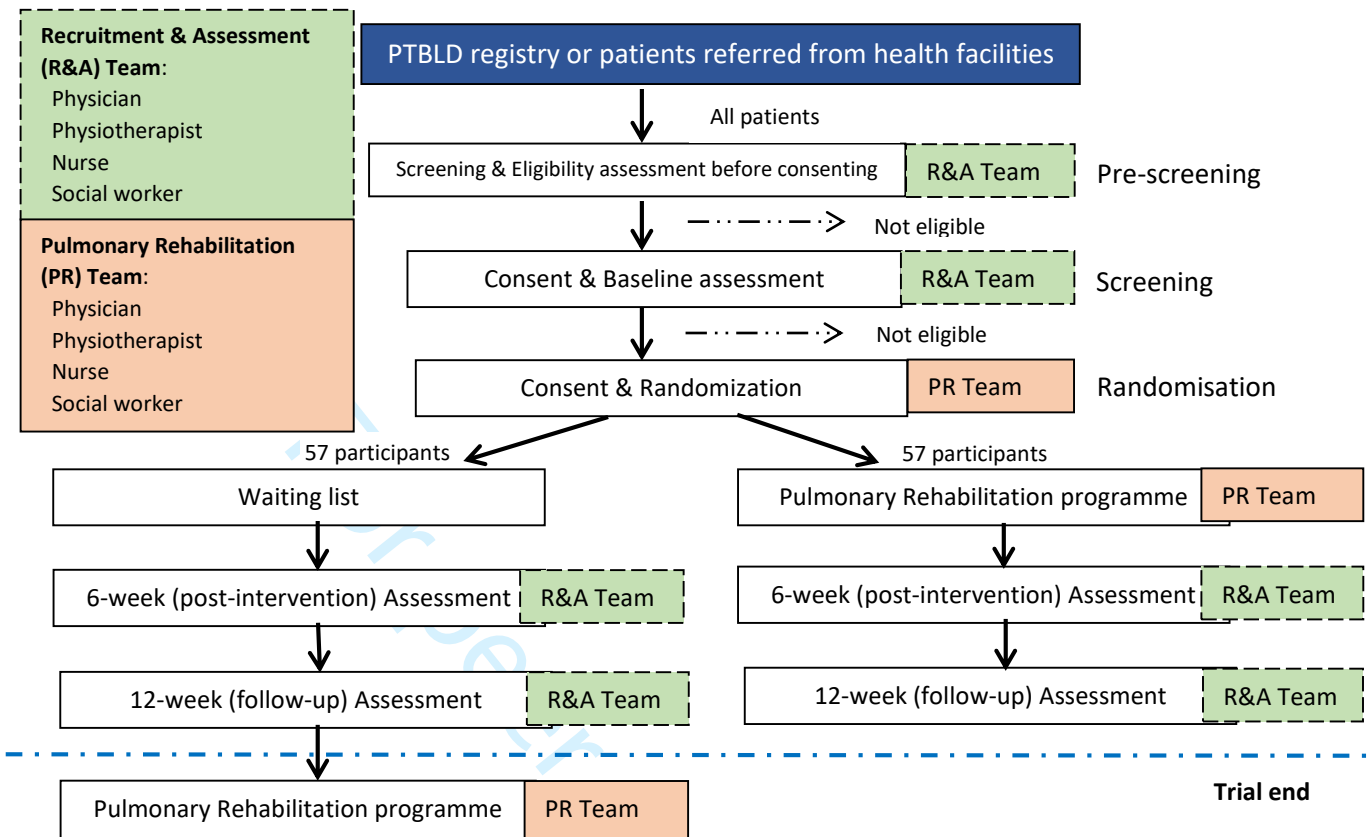 Recruitment & Assessment
(R&A) Team:
Physician
Physiotherapist
Nurse
Social worker
Pulmonary Rehabilitation
(PR) Team:
Physician
Physiotherapist
Nurse
Social worker
PTBLD registry or patients referred from health facilities
All patients
Screening & Eligibility assessment before consenting
R&A Team
Pre-screening
Not eligible
Consent & Baseline assessment
R&A Team
Screening
Not eligible
Consent & Randomization
PR Team
Randomisation
57 participants
57 participants
Waiting list
Pulmonary Rehabilitation programme
PR Team
6-week (post-intervention) Assessment
R&A Team
6-week (post-intervention) Assessment
R&A Team
12-week (follow-up) Assessment
R&A Team
12-week (follow-up) Assessment
R&A Team
Trial end
Pulmonary Rehabilitation programme
PR Team